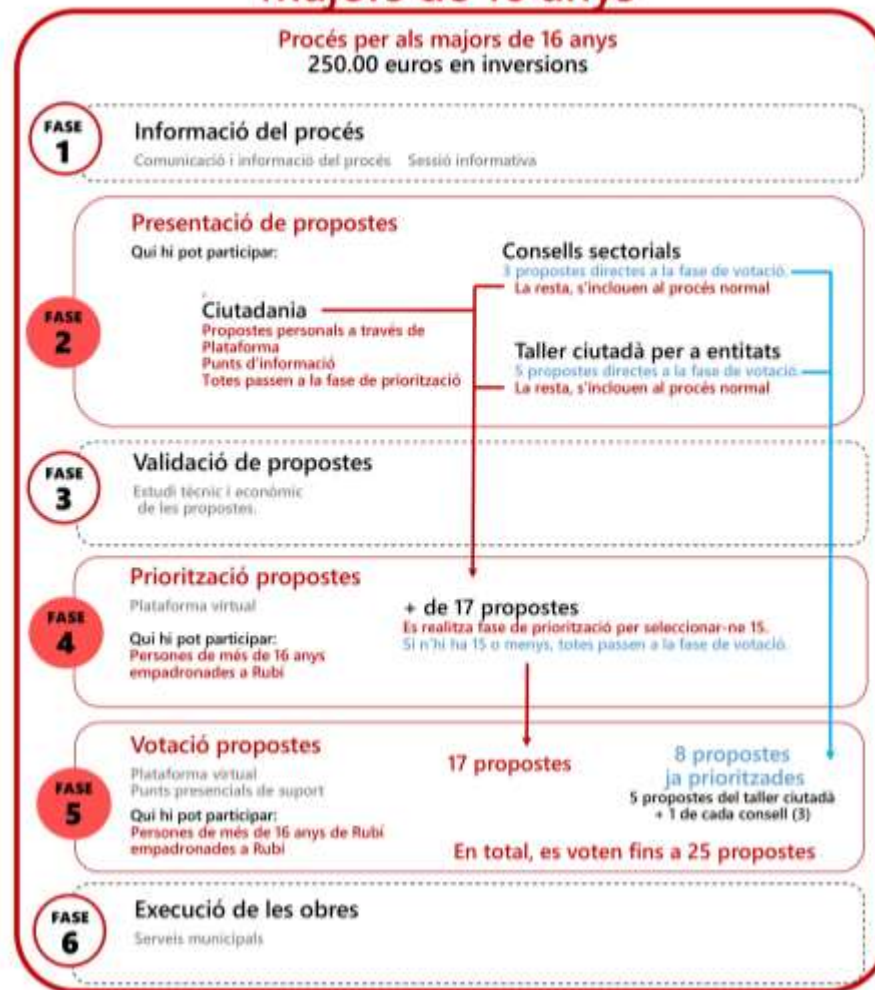 Procés per als majors de 16 anys
250.00 euros en inversions
FASE
1
Informació del procés
Comunicació i informació del procés Sessió informativa
FASE
2
Presentació de propostes
Qui hi pot participar:
Ciutadania
Propostes personals a través de
Plataforma
Punts d'informació
Totes passen a la fase de priorització
Consells sectorials
3 propostes directes a la fase de votació.
La resta, s'inclouen al procés normal
Taller ciutadà per a entitats
5 propostes directes a la fase de votació.
La resta, s'inclouen al procés normal
FASE
3
Validació de propostes
Estudi tècnic i econòmic
de les propostes.
FASE
4
Priorització propostes
Plataforma virtual
Qui hi pot participar:
Persones de més de 16 anys
empadronades a Rubí
+ de 17 propostes
Es realitza fase de priorització per seleccionar-ne 15.
Si n'hi ha 15 o menys, totes passen a la fase de votació.
FASE
5
Votació propostes
Plataforma virtual
Punts presencials de suport
Qui hi pot participar:
Persones de més de 16 anys de Rubí
empadronades a Rubí
17 propostes
8 propostes
ja prioritzades
5 propostes del taller ciutadà
+ 1 de cada consell (3)
En total, es voten fins a 25 propostes
FASE
6
Execució de les obres
Serveis municipals